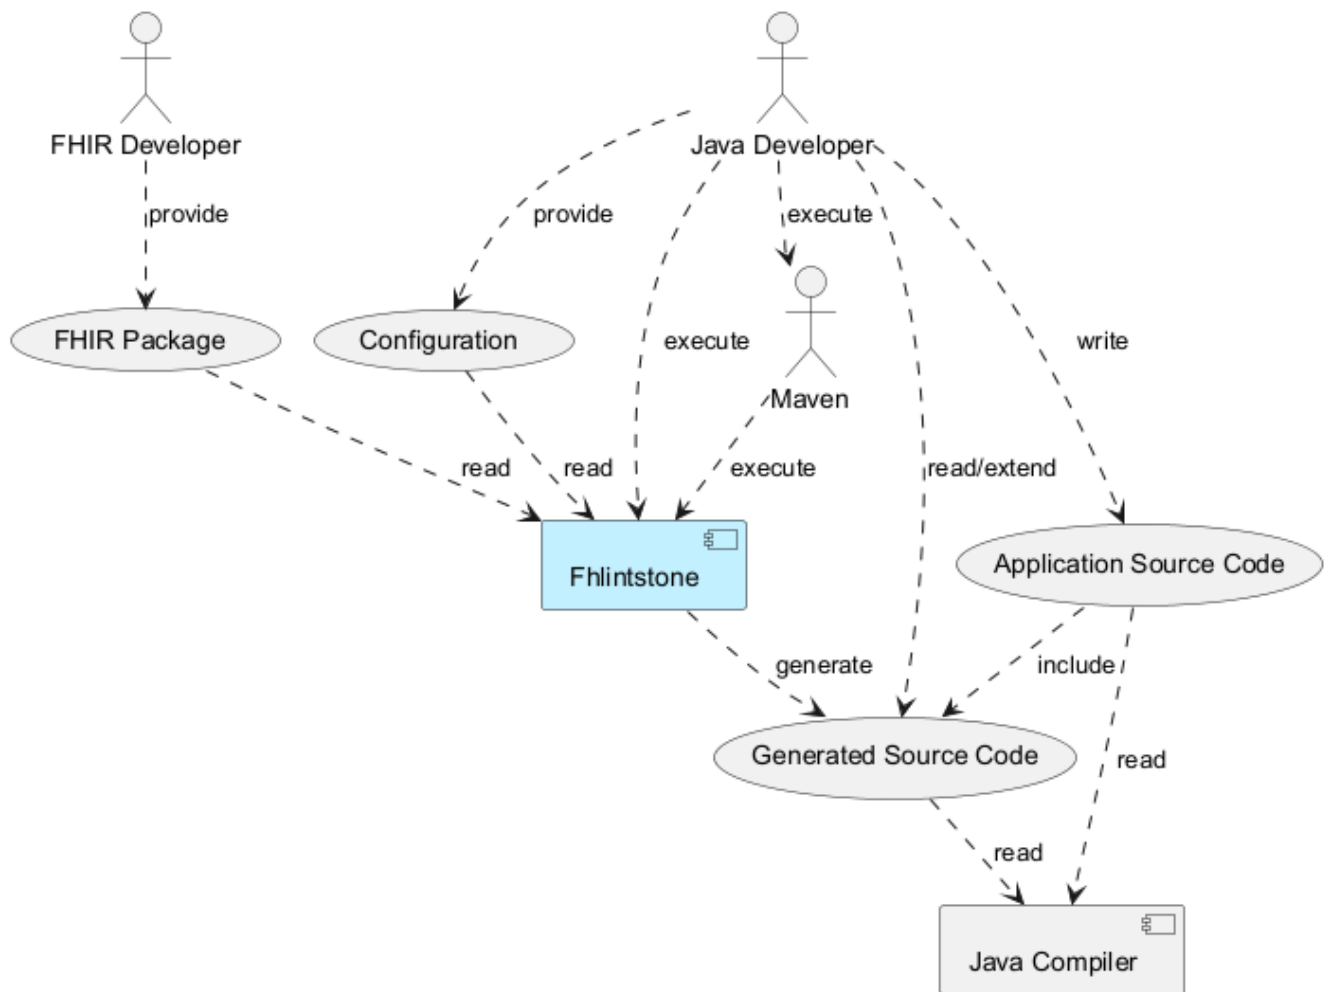 FHIR Developer
Java Developer
provide
provide
execute
FHIR Package
Configuration
execute
write
Maven
read
read
execute
read/extend
Fhlintstone
Application Source Code
generate
include
Generated Source Code
read
read
Java Compiler